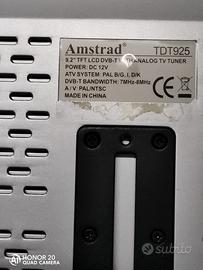 Amstrad® TDT925
9.2" TFT LCD DVB-T ANALOG TV TUNER
POWER: DC 12V
ATV SYSTEM: PAL B/G, I, D/K
DVB-T BANDWIDTH: 7MHz-8MHz
A/V: PAL/NTSC
MADE IN CHINA
HONOR 20
QUAD CAMERA
subito